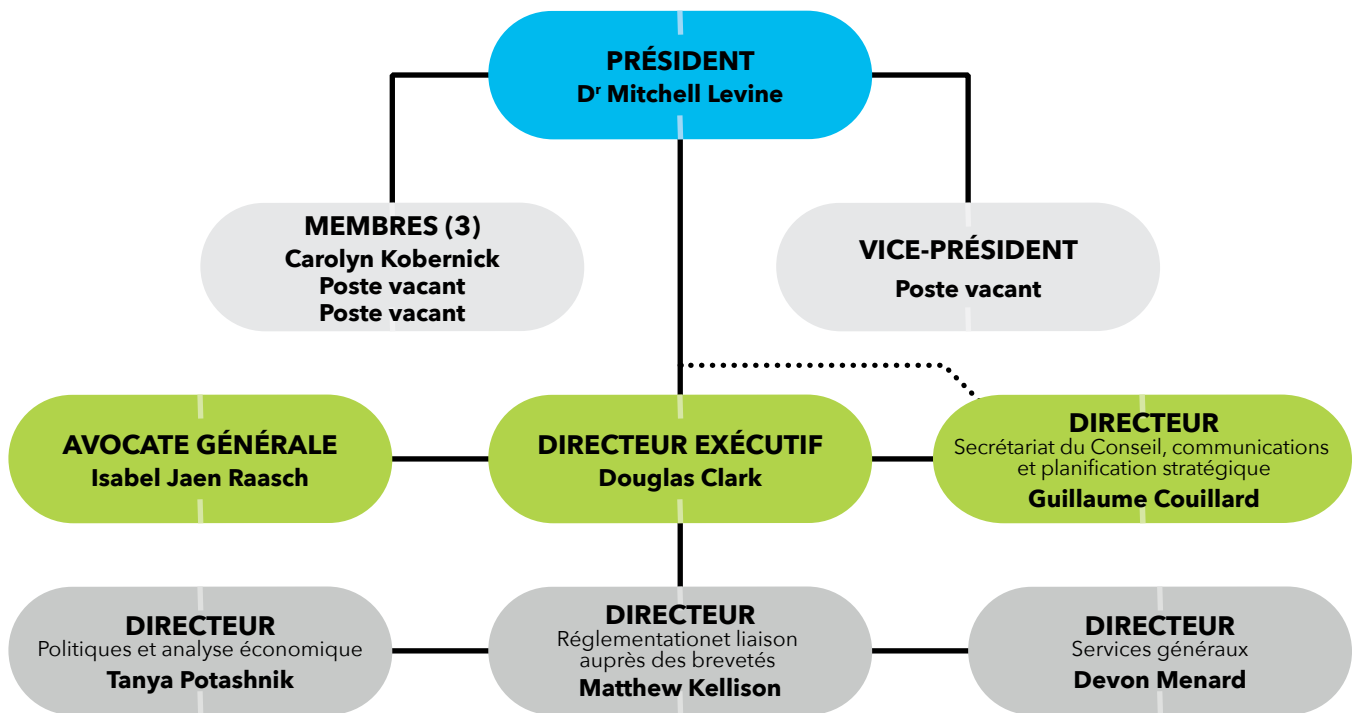 PRÉSIDENT
Dr Mitchell Levine
MEMBRES (3)
Carolyn Kobernick
Poste vacant
Poste vacant
VICE-PRÉSIDENT
Poste vacant
AVOCATE GÉNÉRALE
Isabel Jaen Raasch
DIRECTEUR EXÉCUTIF
Douglas Clark
DIRECTEUR
Secrétariat du Conseil, communications
et planification stratégique
Guillaume Couillard
DIRECTEUR
Politiques et analyse économique
Tanya Potashnik
DIRECTEUR
Réglementationet liaison
auprès des brevetés
Matthew Kellison
DIRECTEUR
Services généraux
Devon Menard